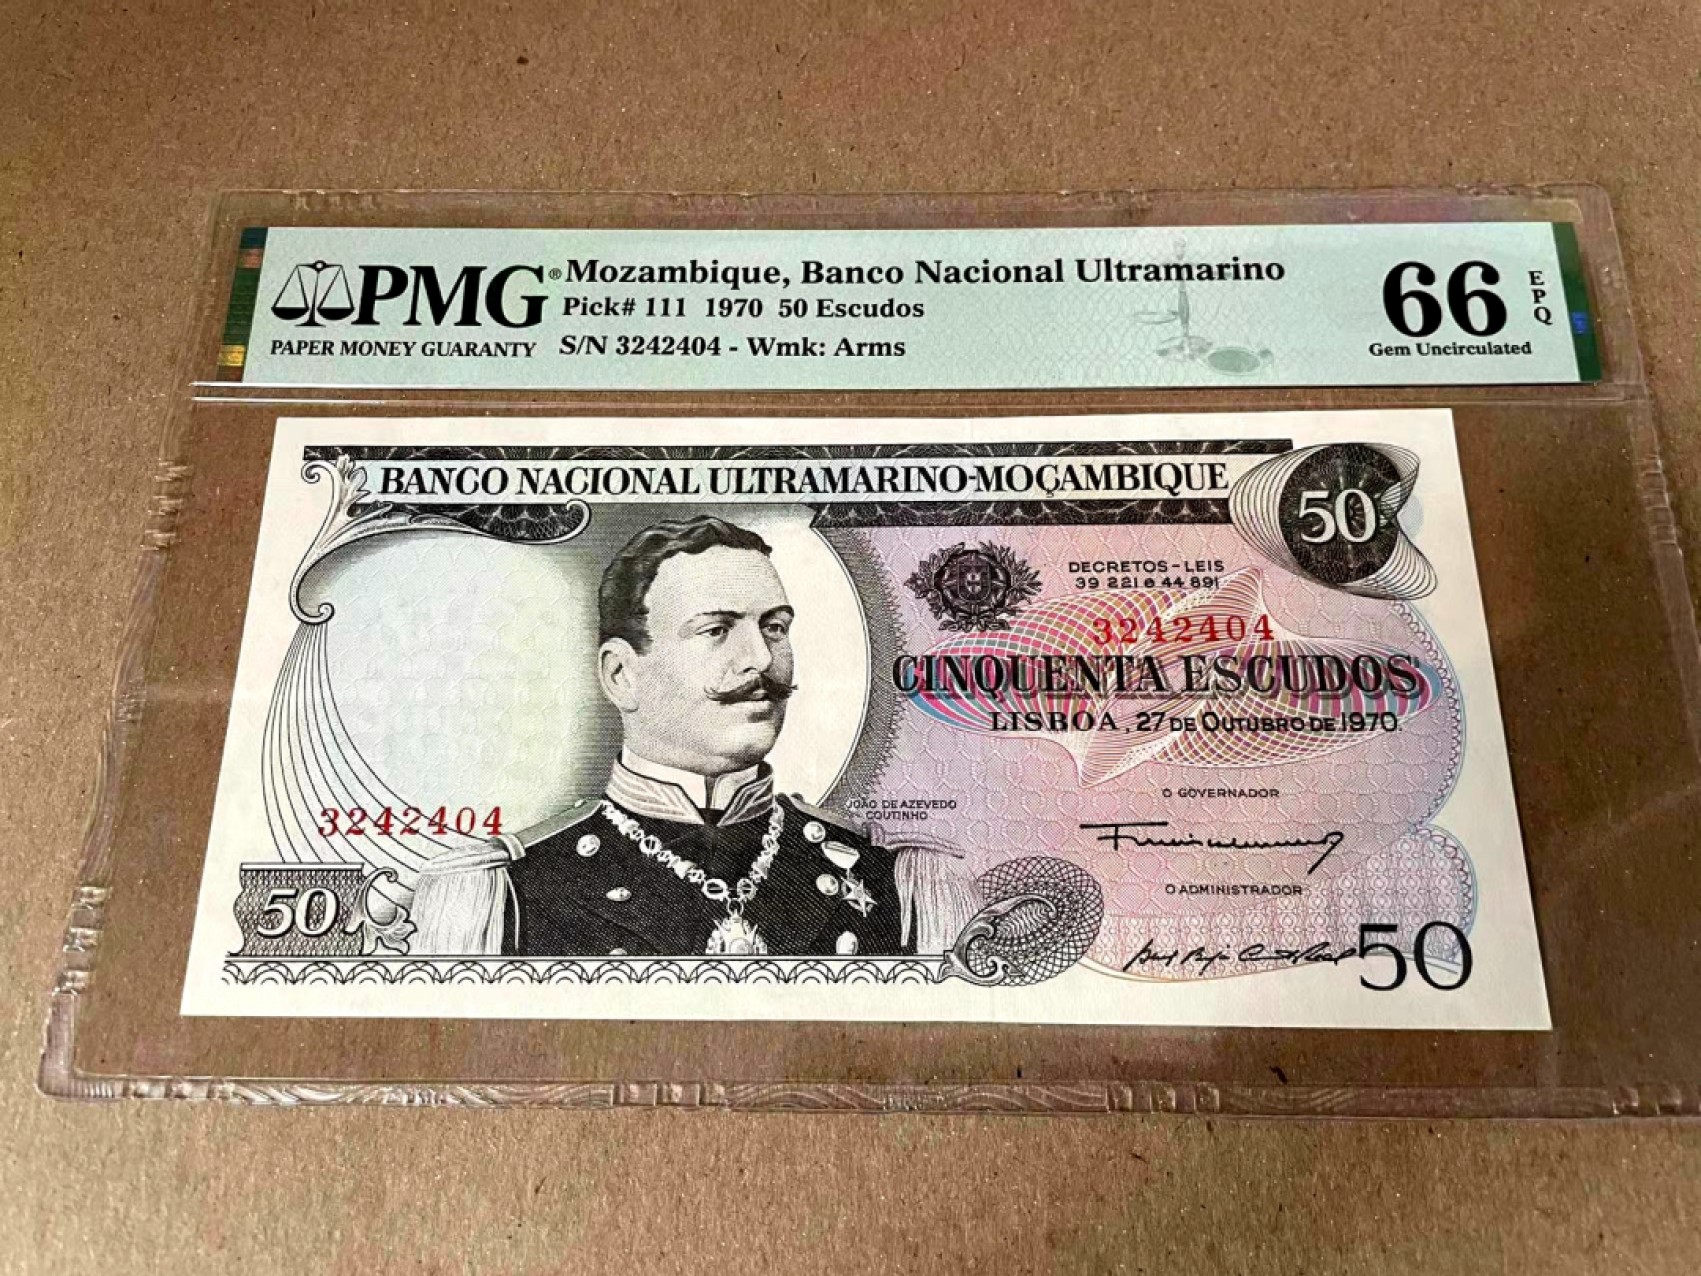 PMG® Mozambique, Banco Nacional Ultramarino
Pick# 111 1970 50 Escudos
PAPER MONEY GUARANTY S/N 3242404 - Wmk: Arms
66 EPQ
Gem Uncirculated
BANCO NACIONAL ULTRAMARINO-MOÇAMBIQUE
50
DECRETOS-LEIS
39 221 e 44 891
3242404
CINQUENTA ESCUDOS
LISBOA, 27 DE OUTUBRO DE 1970.
O GOVERNADOR
JOÃO DE AZEVEDO
COUTINHO
3242404
O ADMINISTRADOR
50
50